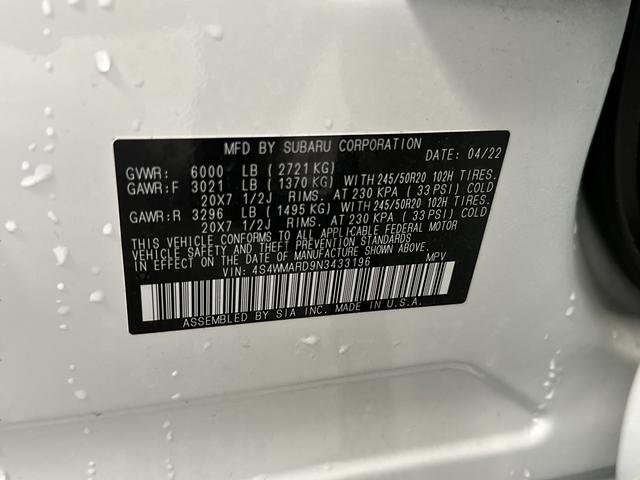 MFD BY SUBARU CORPORATION
DATE: 04/22
GVWR: 6000 LB ( 2721 KG)
GAWR:F 3021 LB ( 1370 KG) WITH 245/50R20 102H TIRES.
20X7 1/2J RIMS. AT 230 KPA ( 33 PSI) COLD
GAWR:R 3296 LB ( 1495 KG) WITH 245/50R20 102H TIRES.
20X7 1/2J RIMS. AT 230 KPA ( 33 PSI) COLD
THIS VEHICLE CONFORMS TO ALL APPLICABLE FEDERAL MOTOR
VEHICLE SAFETY AND THEFT PREVENTION STANDARDS
IN EFFECT ON THE DATE OF MANUFACTURE SHOWN ABOVE.
VIN: 4S4WMARD9N3433196 MPV
ASSEMBLED BY SIA INC. MADE IN U.S.A.